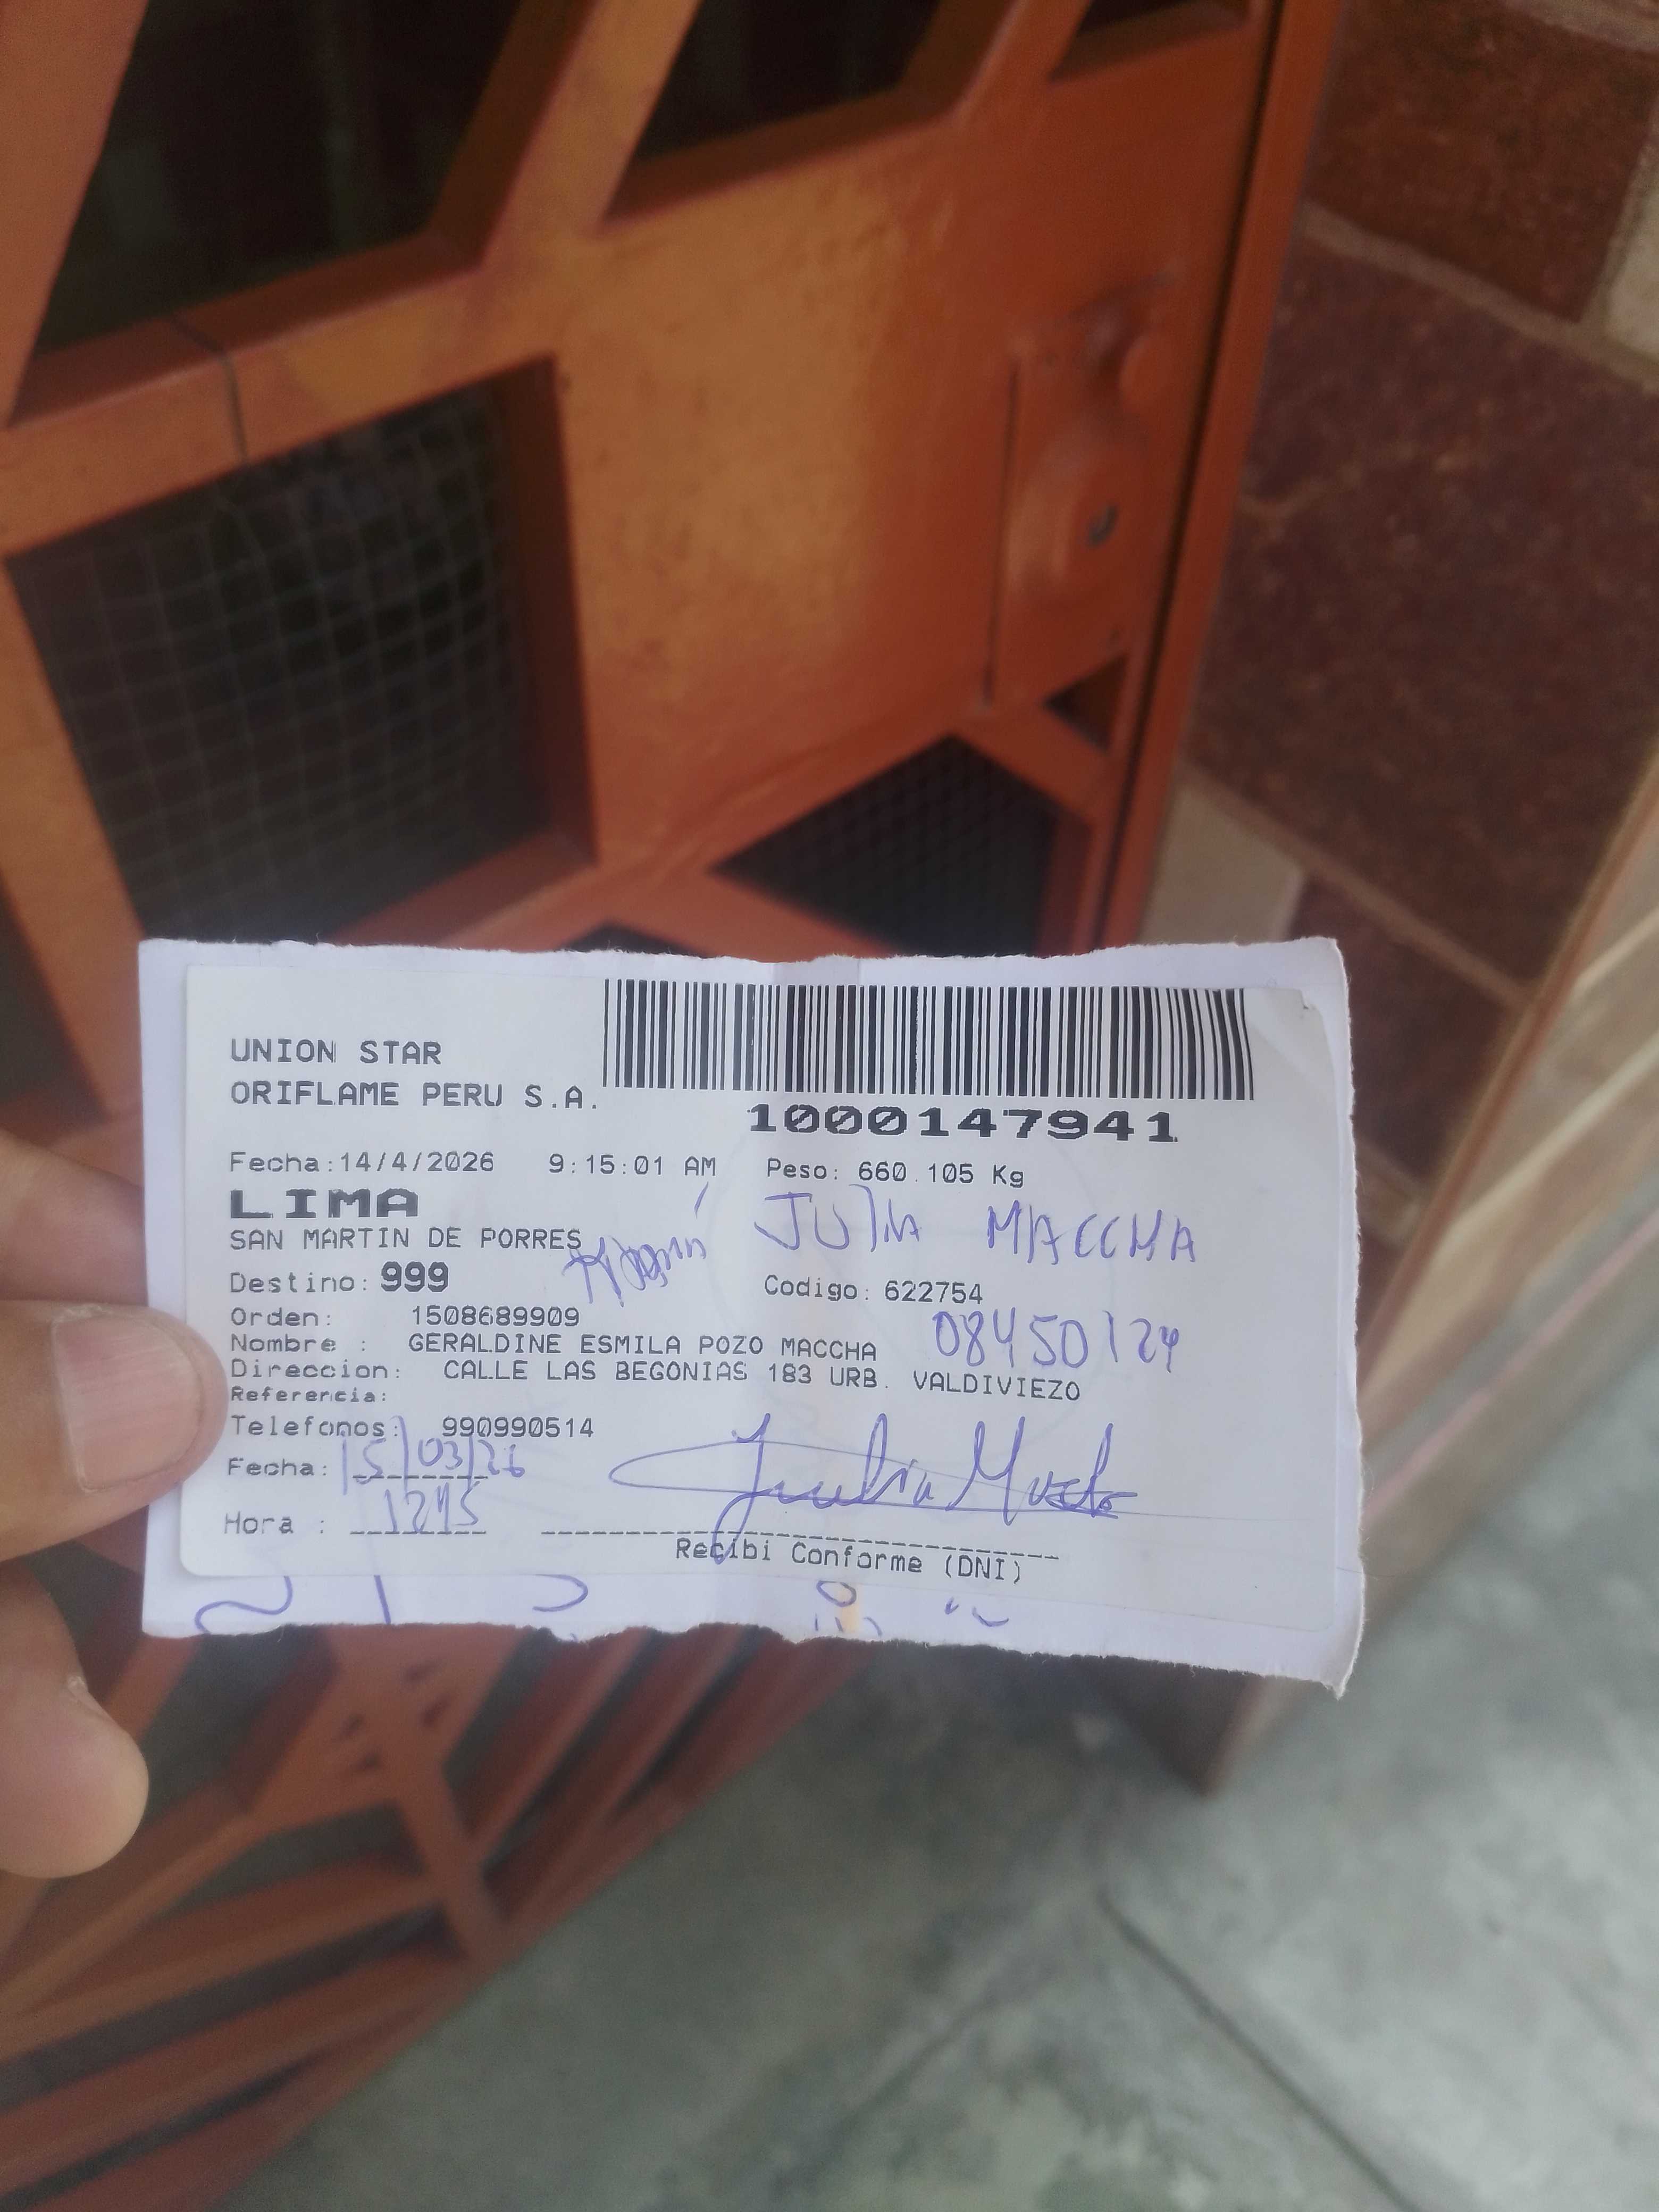 UNION STAR
ORIFLAME PERU S.A.
1000147941
Fecha:14/4/2026 9:15:01 AM Peso: 660.105 Kg
LIMA
SAN MARTIN DE PORRES
JULIA MACCHA
Destino: 999 Codigo: 622754
Orden: 1508689909
Nombre : GERALDINE ESMILA POZO MACCHA
08450124
Direccion: CALLE LAS BEGONIAS 183 URB. VALDIVIEZO
Referencia:
Telefonos: 990990514
Fecha: 15/03/26
Hora : 1245
Recibi Conforme (DNI)